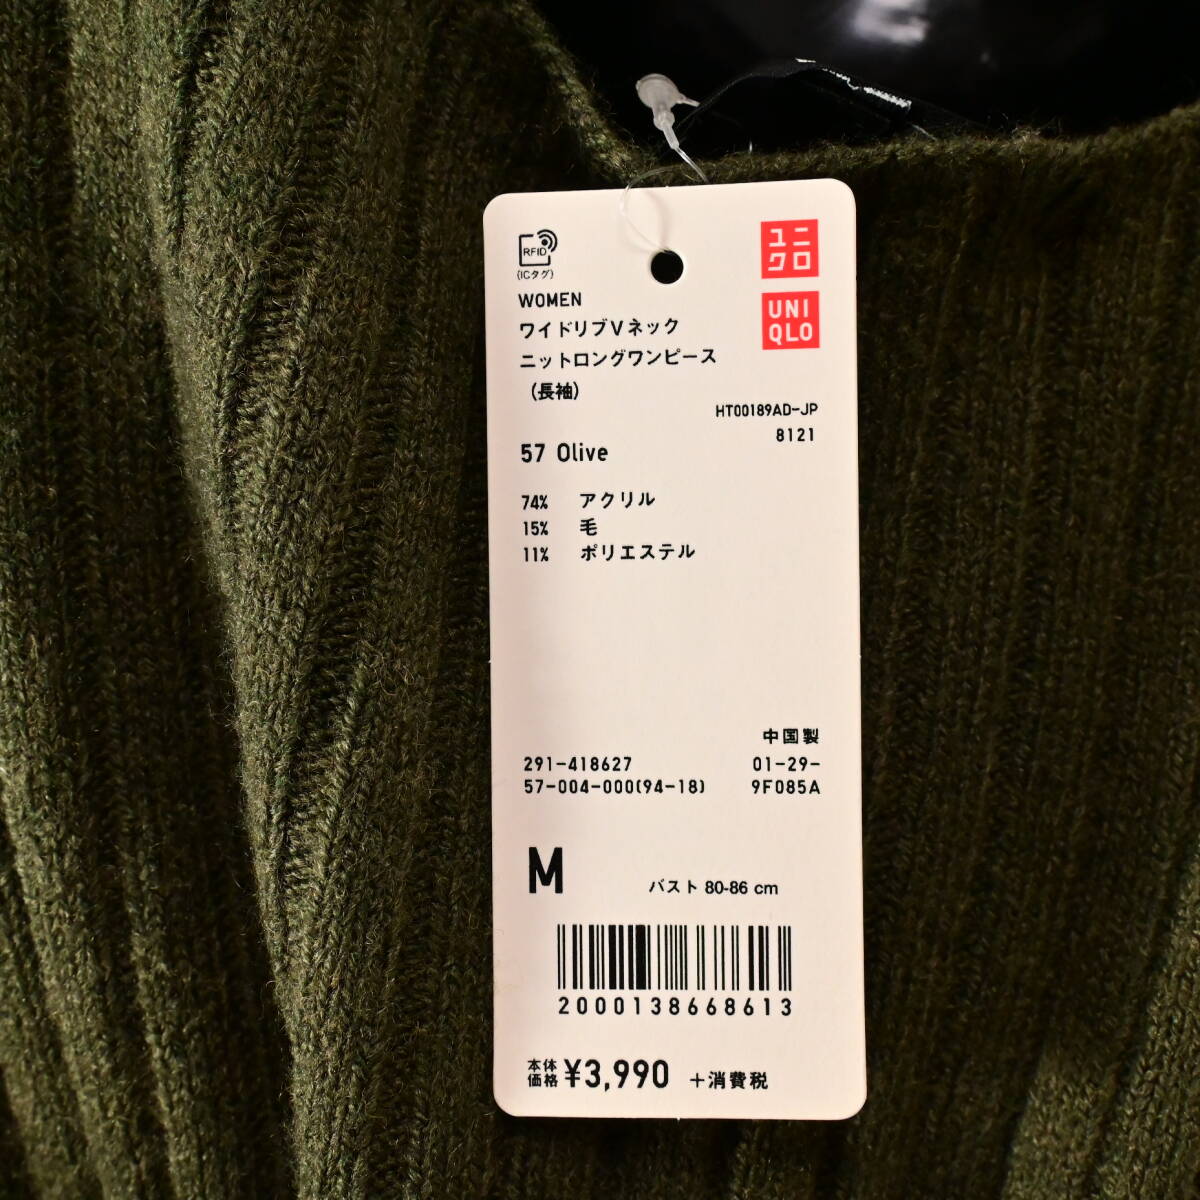 RFID
(ICタグ)
ユニ
クロ
UNI
QLO
WOMEN
ワイドリブVネック
ニットロングワンピース
(長袖)
HT00189AD-JP
8121
57 Olive
74% アクリル
15% 毛
11% ポリエステル
中国製
291-418627 01-29-
57-004-000(94-18) 9F085A
M バスト 80-86 cm
2000138668613
本体
価格 ¥3,990 +消費税